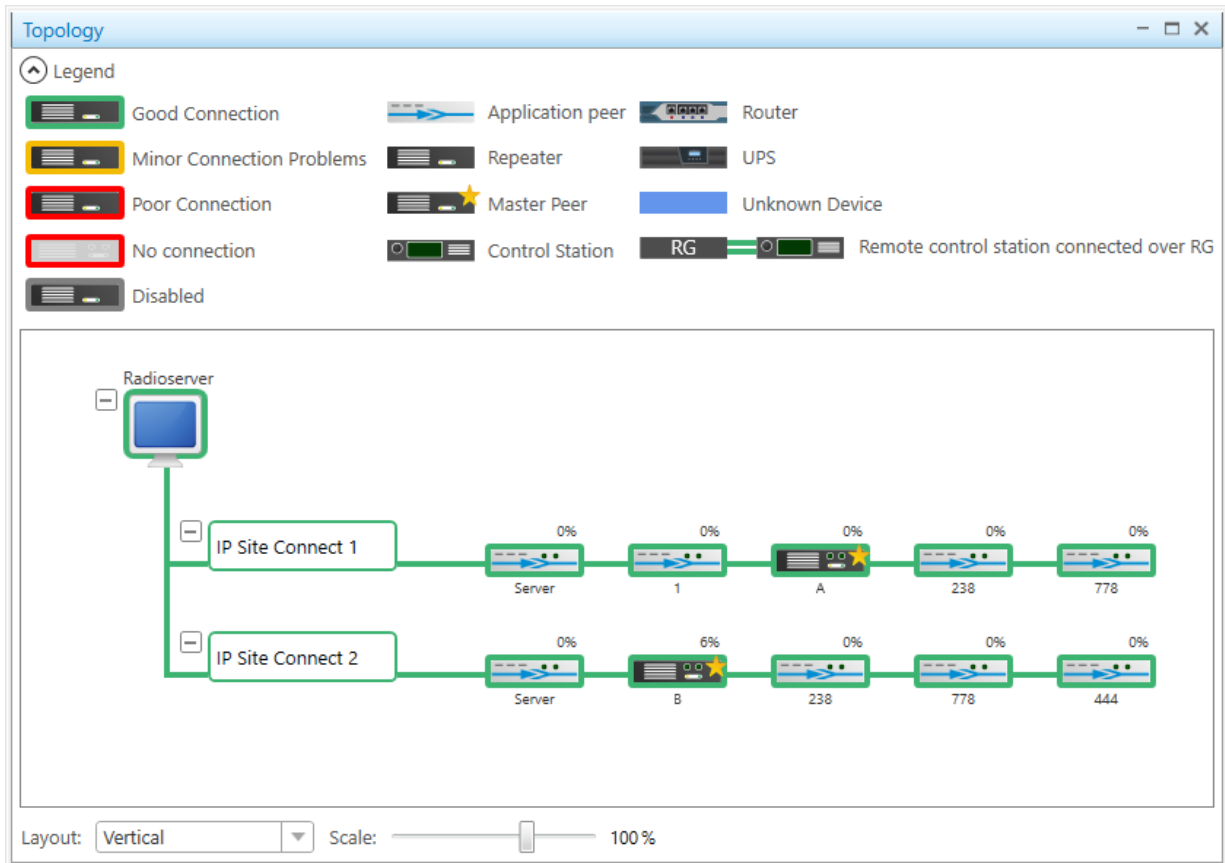 Topology
Legend
Good Connection Application peer Router
Minor Connection Problems Repeater UPS
Poor Connection Master Peer Unknown Device
No connection Control Station RG Remote control station connected over RG
Disabled
Radioserver
0% 0% 0% 0% 0%
IP Site Connect 1
Server 1 A 238 778
0% 6% 0% 0% 0%
IP Site Connect 2
Server B 238 778 444
Layout: Vertical Scale: 100 %